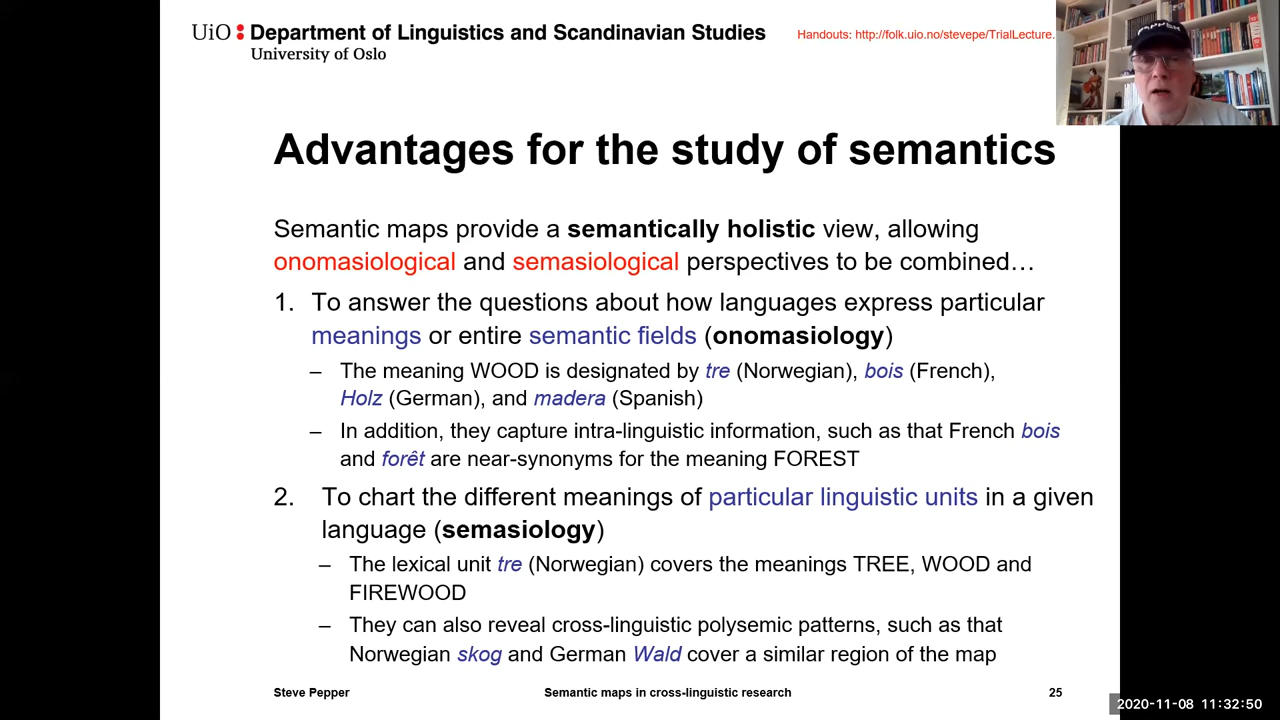 UiO : Department of Linguistics and Scandinavian Studies
University of Oslo
Handouts: http://folk.uio.no/stevepe/TrialLecture.
Advantages for the study of semantics
Semantic maps provide a semantically holistic view, allowing
onomasiological and semasiological perspectives to be combined…
1. To answer the questions about how languages express particular
meanings or entire semantic fields (onomasiology)
– The meaning WOOD is designated by tre (Norwegian), bois (French),
Holz (German), and madera (Spanish)
– In addition, they capture intra-linguistic information, such as that French bois
and forêt are near-synonyms for the meaning FOREST
2. To chart the different meanings of particular linguistic units in a given
language (semasiology)
– The lexical unit tre (Norwegian) covers the meanings TREE, WOOD and
FIREWOOD
– They can also reveal cross-linguistic polysemic patterns, such as that
Norwegian skog and German Wald cover a similar region of the map
Steve Pepper
Semantic maps in cross-linguistic research
25
2020-11-08 11:32:50